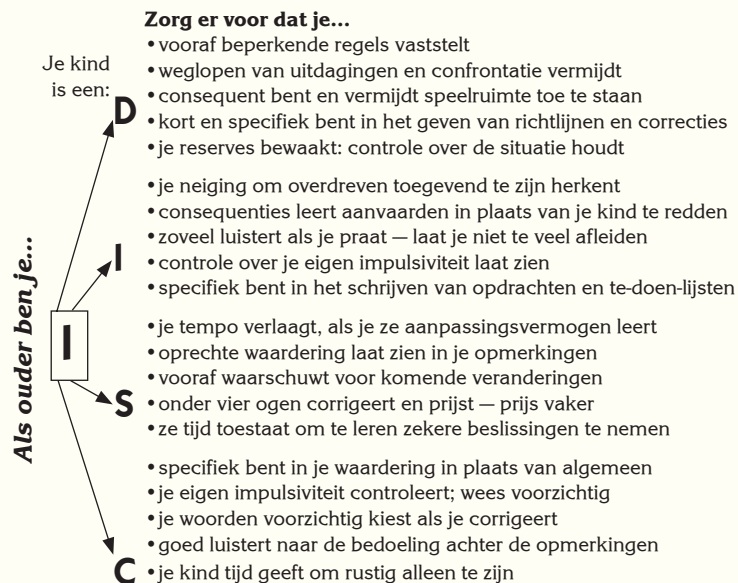 Zorg er voor dat je...
Je kind
is een:
D
• vooraf beperkende regels vaststelt
• weglopen van uitdagingen en confrontatie vermijdt
• consequent bent en vermijdt speelruimte toe te staan
• kort en specifiek bent in het geven van richtlijnen en correcties
• je reserves bewaakt: controle over de situatie houdt
I
• je neiging om overdreven toegevend te zijn herkent
• consequenties leert aanvaarden in plaats van je kind te redden
• zoveel luistert als je praat — laat je niet te veel afleiden
• controle over je eigen impulsiviteit laat zien
• specifiek bent in het schrijven van opdrachten en te-doen-lijsten
Als ouder ben je...
I
S
• je tempo verlaagt, als je ze aanpassingsvermogen leert
• oprechte waardering laat zien in je opmerkingen
• vooraf waarschuwt voor komende veranderingen
• onder vier ogen corrigeert en prijst — prijs vaker
• ze tijd toestaat om te leren zekere beslissingen te nemen
C
• specifiek bent in je waardering in plaats van algemeen
• je eigen impulsiviteit controleert; wees voorzichtig
• je woorden voorzichtig kiest als je corrigeert
• goed luistert naar de bedoeling achter de opmerkingen
• je kind tijd geeft om rustig alleen te zijn